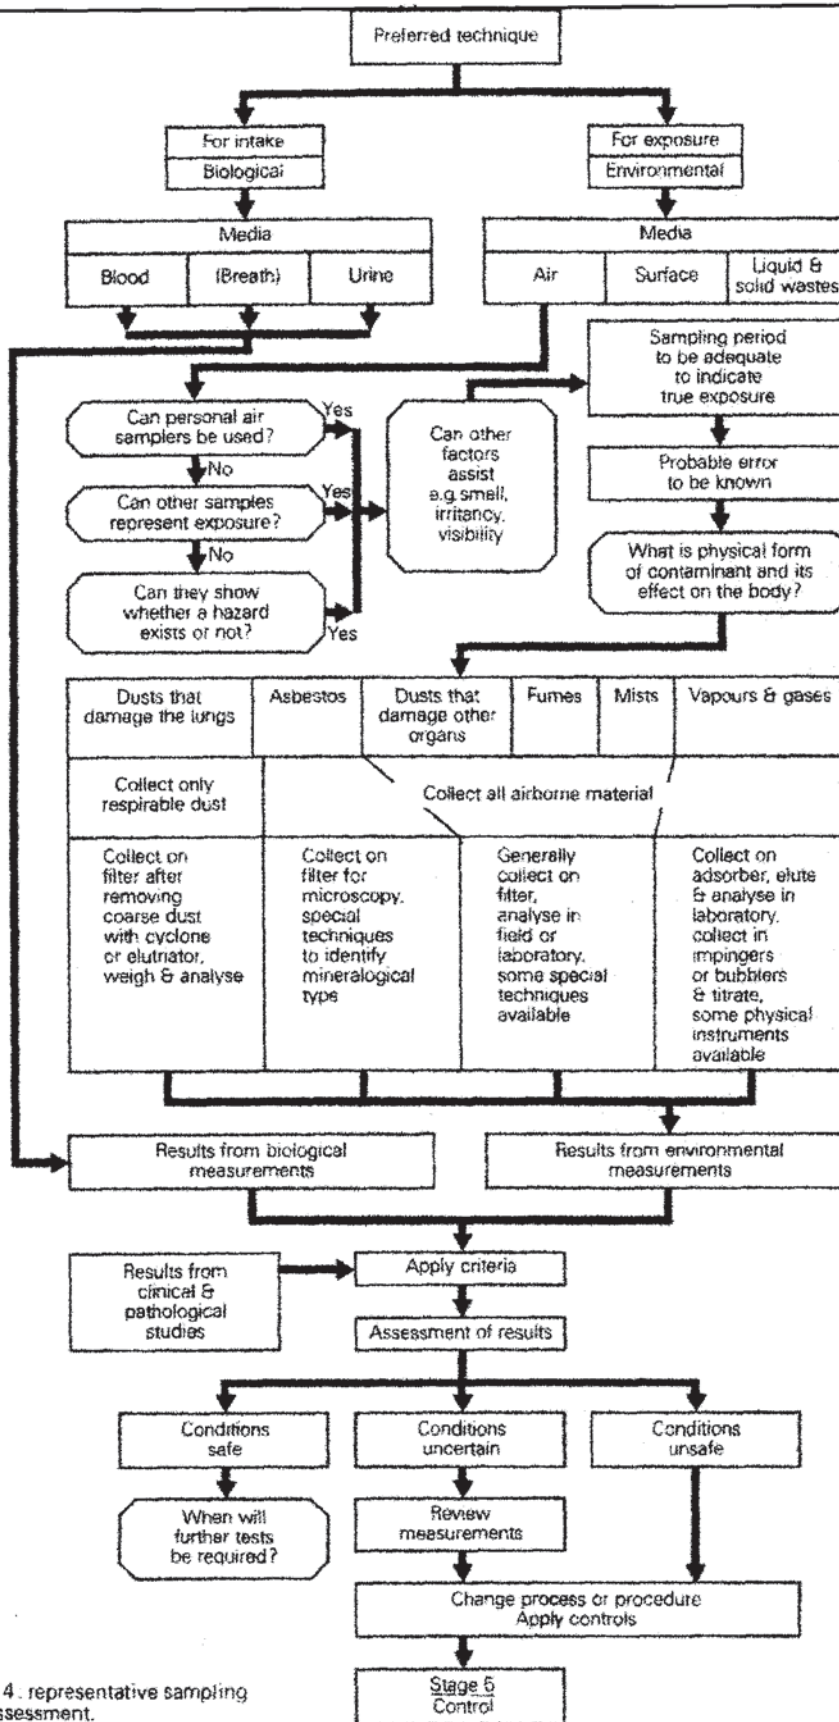 Preferred technique
For intake
Biological
For exposure
Environmental
Media
Blood
(Breath)
Urine
Media
Air
Surface
Liquid &
solid wastes
Sampling period
to be adequate
to indicate
true exposure
Can personal air
samplers be used?
Yes
No
Can other samples
represent exposure?
Yes
No
Can they show
whether a hazard
exists or not?
Yes
Can other
factors
assist
e.g. smell,
irritancy,
visibility
Probable error
to be known
What is physical form
of contaminant and its
effect on the body?
Dusts that
damage the lungs
Asbestos
Dusts that
damage other
organs
Fumes
Mists
Vapours & gases
Collect only
respirable dust
Collect all airborne material
Collect on
filter after
removing
coarse dust
with cyclone
or elutriator,
weigh & analyse
Collect on
filter for
microscopy,
special
techniques
to identify
mineralogical
type
Generally
collect on
filter,
analyse in
field or
laboratory,
some special
techniques
available
Collect on
adsorber, elute
& analyse in
laboratory,
collect in
impingers
or bubblers
& titrate,
some physical
instruments
available
Results from biological
measurements
Results from environmental
measurements
Results from
clinical &
pathological
studies
Apply criteria
Assessment of results
Conditions
safe
Conditions
uncertain
Conditions
unsafe
When will
further tests
be required?
Review
measurements
Change process or procedure
Apply controls
Stage 5
Control
4: representative sampling
ssessment.